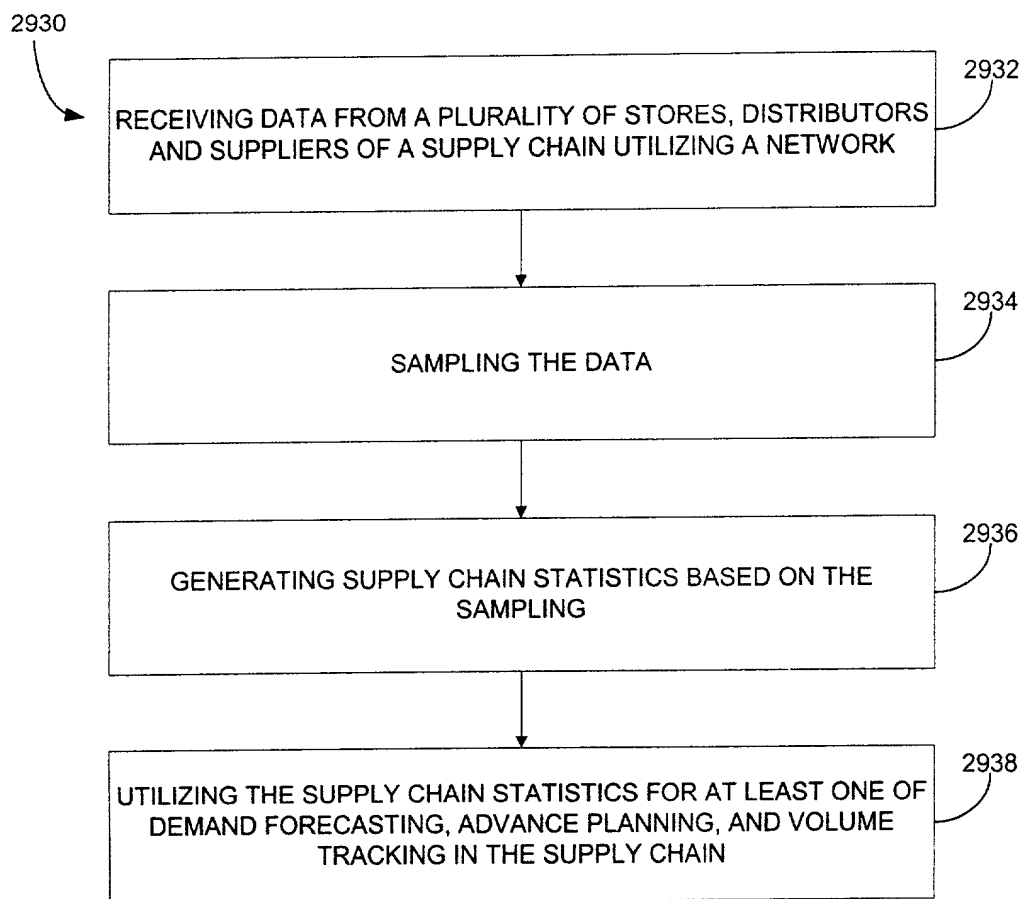 2930
2932
RECEIVING DATA FROM A PLURALITY OF STORES, DISTRIBUTORS
AND SUPPLIERS OF A SUPPLY CHAIN UTILIZING A NETWORK
2934
SAMPLING THE DATA
2936
GENERATING SUPPLY CHAIN STATISTICS BASED ON THE
SAMPLING
2938
UTILIZING THE SUPPLY CHAIN STATISTICS FOR AT LEAST ONE OF
DEMAND FORECASTING, ADVANCE PLANNING, AND VOLUME
TRACKING IN THE SUPPLY CHAIN